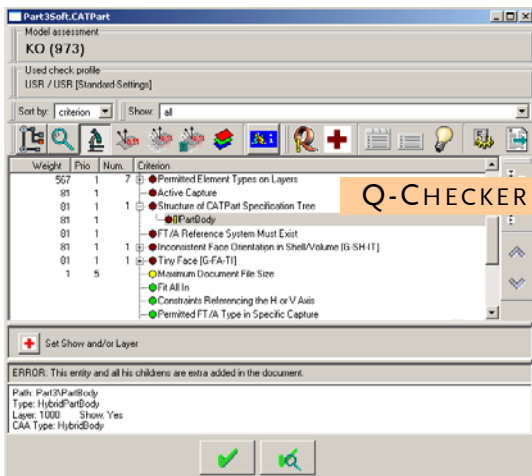 Part3Soft.CATPart
Model assessment
KO (973)
Used check profile
USR / USR [Standard-Settings]
Sort by: criterion Show: all
Weight Prio Num. Criterion
567 1 7 Permitted Element Types on Layers
81 1 Active Capture
81 1 1 Structure of CATPart Specification Tree
81 1 PartBody
81 1 FT/A Reference System Must Exist
81 1 1 Inconsistent Face Orientation in Shell/Volume [G-SH-IT]
81 1 1 Tiny Face [G-FA-TI]
1 5 Maximum Document File Size
Fit All In
Constraints Referencing the H or V Axis
Permitted FT/A Type in Specific Capture
Q-CHECKER
Set Show and/or Layer
ERROR: This entity and all his childrens are extra added in the document.
Path: Part3\PartBody
Type: HybridPartBody
Layer: 1000 Show: Yes
CAA Type: HybridBody